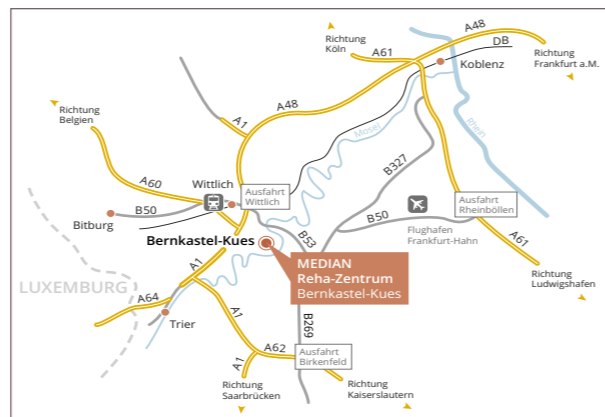 A48
DB
Richtung
Köln
A61
Koblenz
Richtung
Frankfurt a.M.
Richtung
Belgien
A1
A48
Mosel
Rhein
B327
A60
Wittlich
Ausfahrt
Wittlich
B50
Bitburg
B53
B50
Ausfahrt
Rheinböllen
Flughafen
Frankfurt-Hahn
A61
Bernkastel-Kues
MEDIAN
Reha-Zentrum
Bernkastel-Kues
Richtung
Ludwigshafen
LUXEMBURG
A1
A64
Trier
A1
B269
A62
Ausfahrt
Birkenfeld
A1
Richtung
Saarbrücken
Richtung
Kaiserslautern